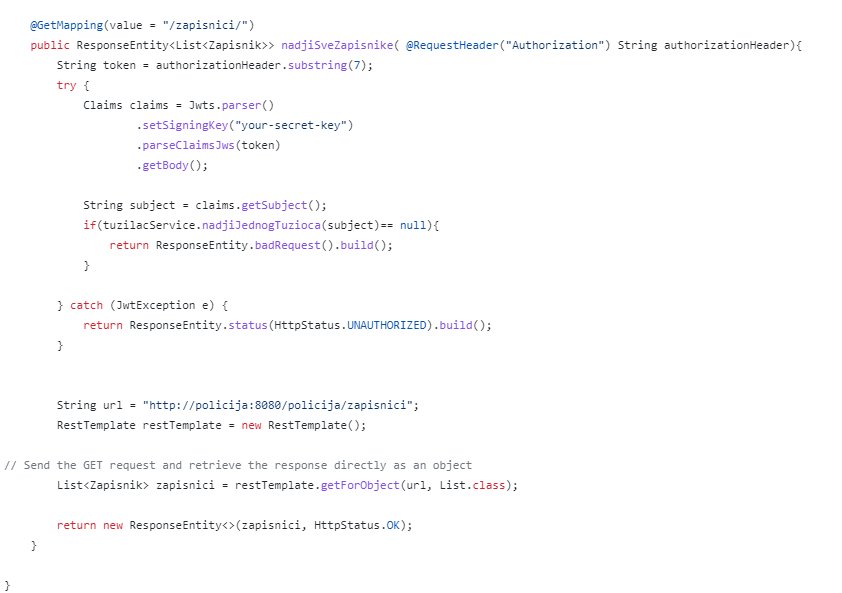 @GetMapping(value = "/zapisnici/")
public ResponseEntity<List<Zapisnik>> nadjiSveZapisnike( @RequestHeader("Authorization") String authorizationHeader){
String token = authorizationHeader.substring(7);
try {
Claims claims = Jwts.parser()
.setSigningKey("your-secret-key")
.parseClaimsJws(token)
.getBody();
String subject = claims.getSubject();
if(tuzilacService.nadjiJednogTuzioca(subject)== null){
return ResponseEntity.badRequest().build();
}
} catch (JwtException e) {
return ResponseEntity.status(HttpStatus.UNAUTHORIZED).build();
}
String url = "http://policija:8080/policija/zapisnici";
RestTemplate restTemplate = new RestTemplate();
// Send the GET request and retrieve the response directly as an object
List<Zapisnik> zapisnici = restTemplate.getForObject(url, List.class);
return new ResponseEntity<>(zapisnici, HttpStatus.OK);
}
}